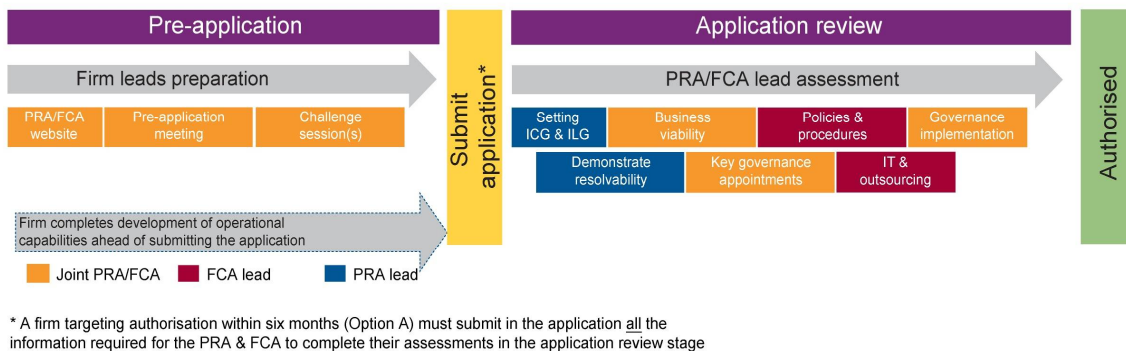 Pre-application
Firm leads preparation
PRA/FCA
website
Pre-application
meeting
Challenge
session(s)
Firm completes development of operational
capabilities ahead of submitting the application
Submit
application*
Application review
PRA/FCA lead assessment
Setting
ICG & ILG
Business
viability
Policies &
procedures
Governance
implementation
Demonstrate
resolvability
Key governance
appointments
IT &
outsourcing
Authorised
Joint PRA/FCA
FCA lead
PRA lead
* A firm targeting authorisation within six months (Option A) must submit in the application all the
information required for the PRA & FCA to complete their assessments in the application review stage